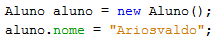 Aluno aluno = new Aluno();
aluno.nome = "Ariosvaldo";